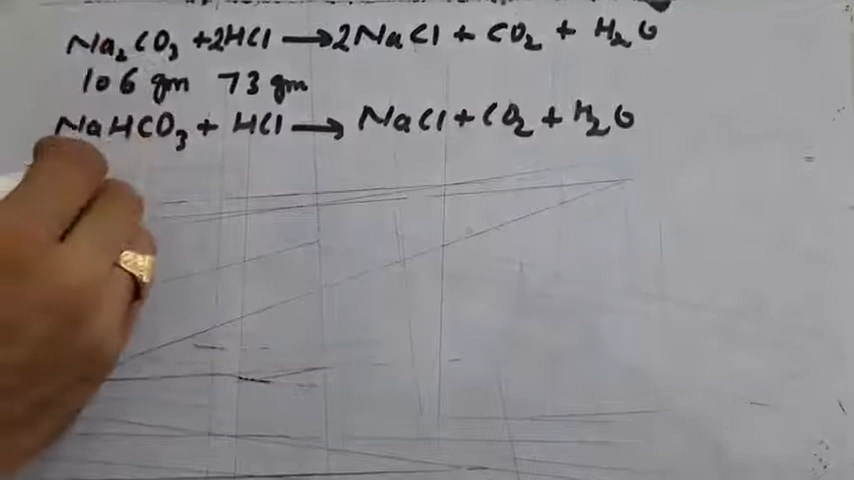 Na₂CO₃ + 2HCl → 2NaCl + CO₂ + H₂O
106 gm 73 gm
NaHCO₃ + HCl → NaCl + CO₂ + H₂O